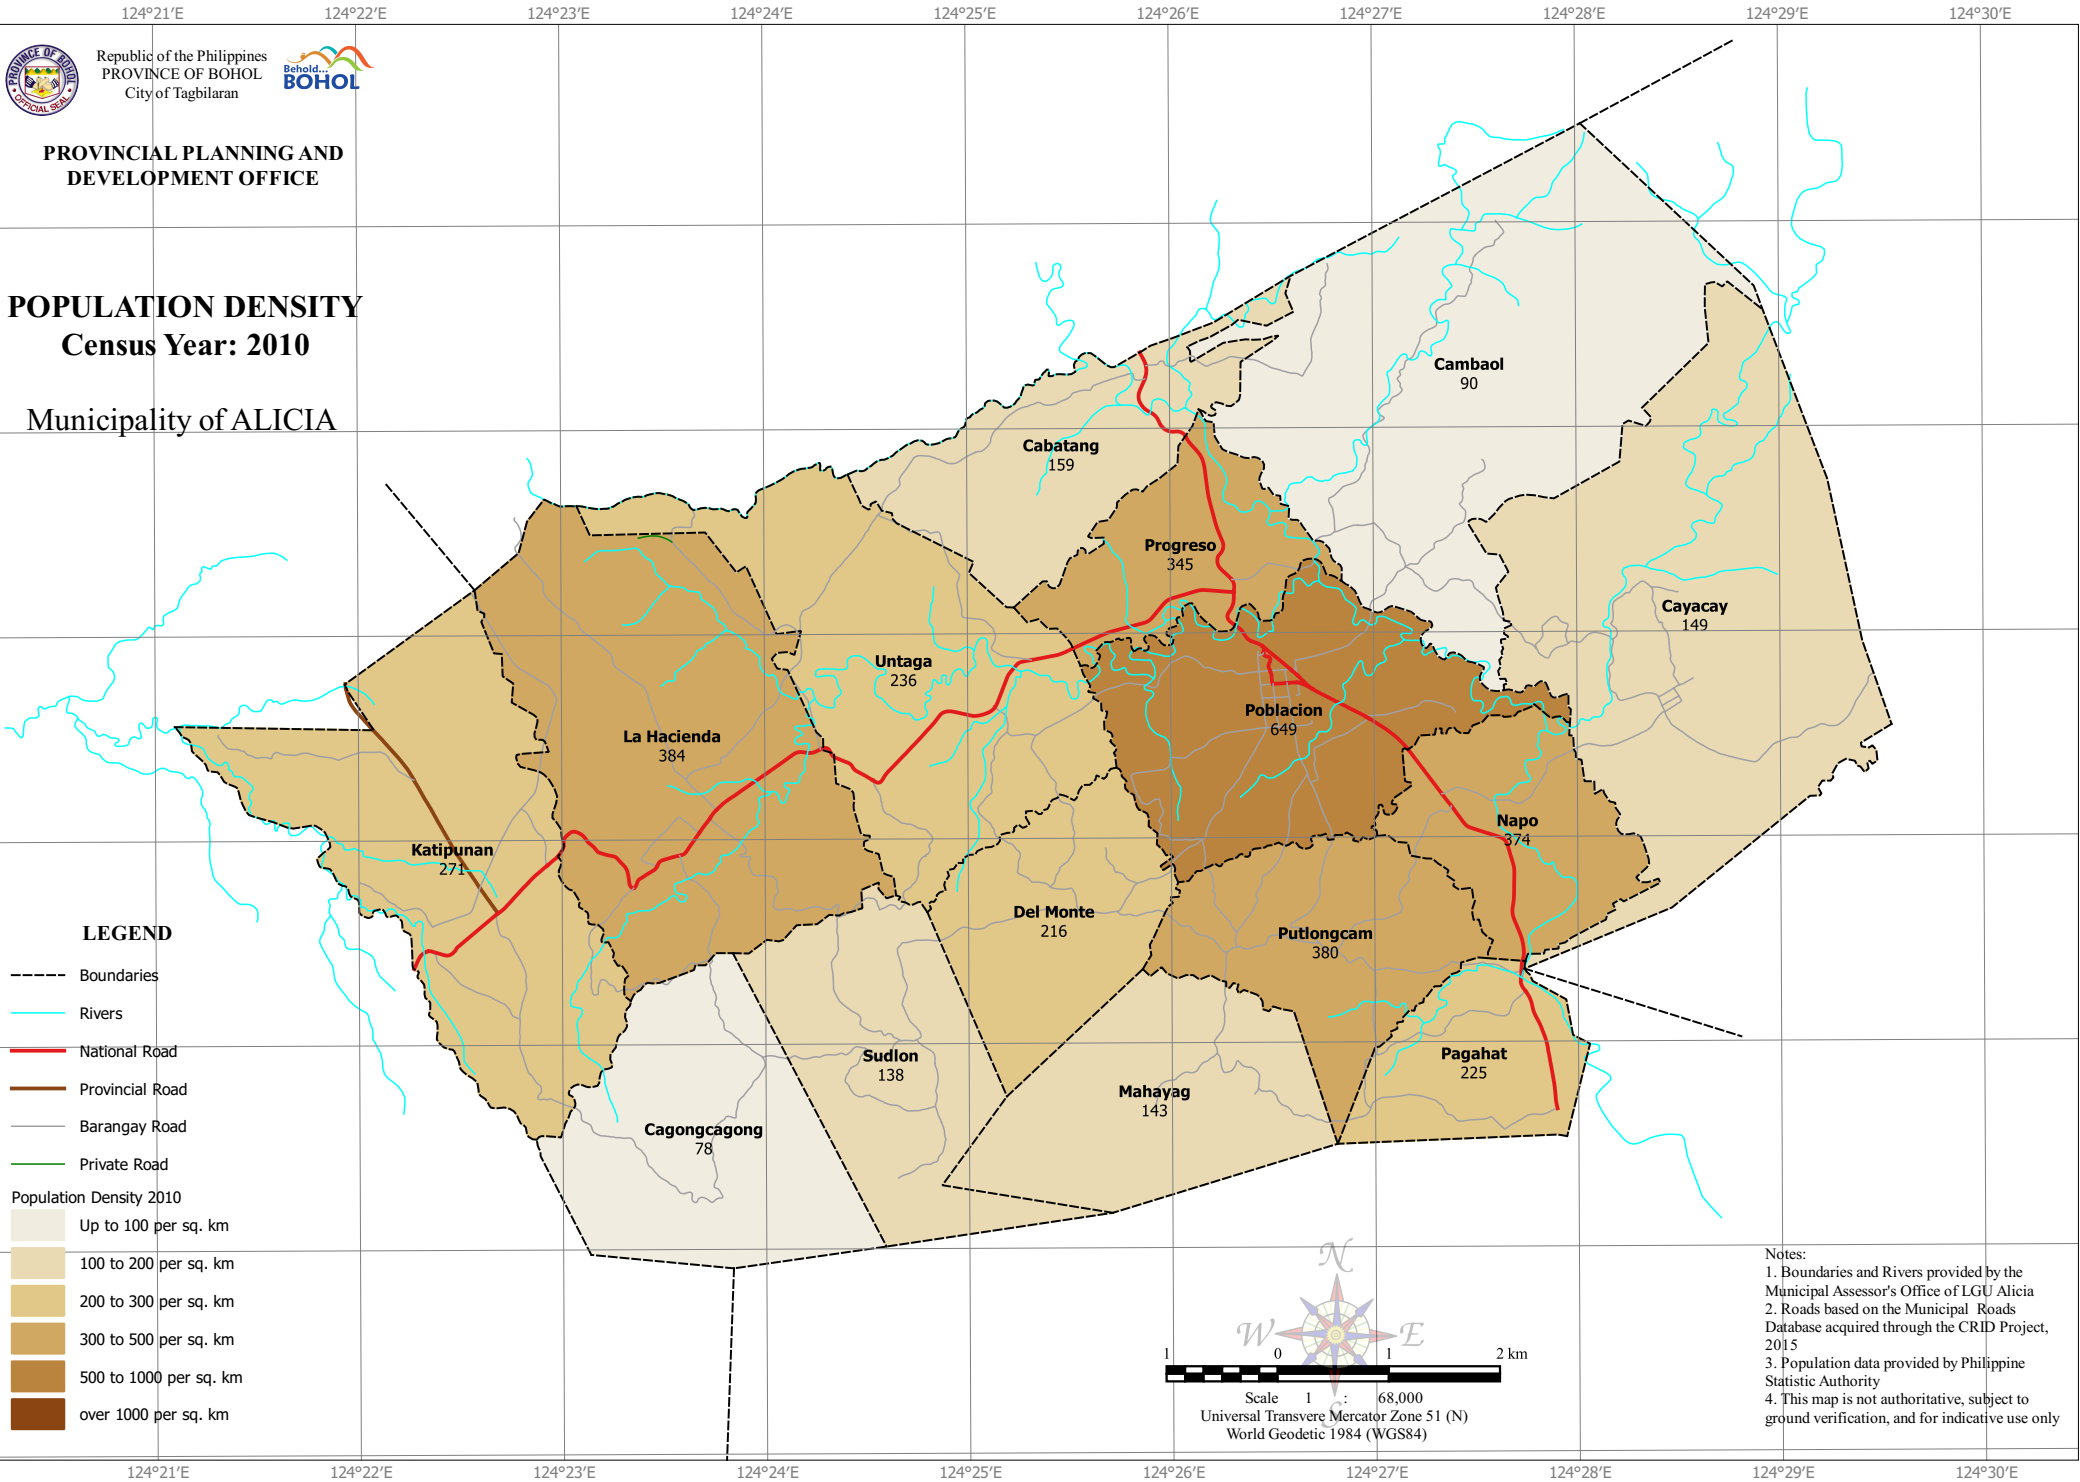 124°21′E 124°22′E 124°23′E 124°24′E 124°25′E 124°26′E 124°27′E 124°28′E 124°29′E 124°30′E
PROVINCE OF BOHOL
OFFICIAL SEAL
Republic of the Philippines
PROVINCE OF BOHOL
City of Tagbilaran
Behold...
BOHOL
PROVINCIAL PLANNING AND
DEVELOPMENT OFFICE
POPULATION DENSITY
Census Year: 2010
Municipality of ALICIA
Cambaol
90
Cabatang
159
Progreso
345
Cayacay
149
Untaga
236
Poblacion
649
La Hacienda
384
Napo
374
Katipunan
271
Del Monte
216
Putlongcam
380
Sudlon
138
Pagahat
225
Mahayag
143
Cagongcagong
78
LEGEND
Boundaries
Rivers
National Road
Provincial Road
Barangay Road
Private Road
Population Density 2010
Up to 100 per sq. km
100 to 200 per sq. km
200 to 300 per sq. km
300 to 500 per sq. km
500 to 1000 per sq. km
over 1000 per sq. km
N
W E
S
1 0 1 2 km
Scale 1 : 68,000
Universal Transvere Mercator Zone 51 (N)
World Geodetic 1984 (WGS84)
Notes:
1. Boundaries and Rivers provided by the
Municipal Assessor's Office of LGU Alicia
2. Roads based on the Municipal Roads
Database acquired through the CRID Project,
2015
3. Population data provided by Philippine
Statistic Authority
4. This map is not authoritative, subject to
ground verification, and for indicative use only
124°21′E 124°22′E 124°23′E 124°24′E 124°25′E 124°26′E 124°27′E 124°28′E 124°29′E 124°30′E